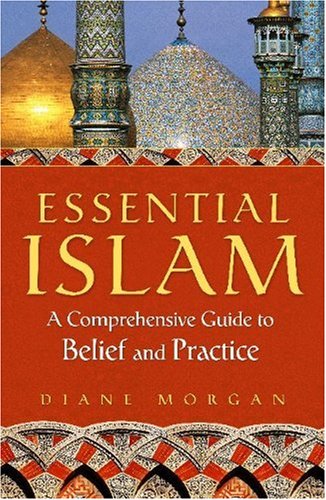 ESSENTIAL
ISLAM
A Comprehensive Guide to
Belief and Practice
DIANE MORGAN